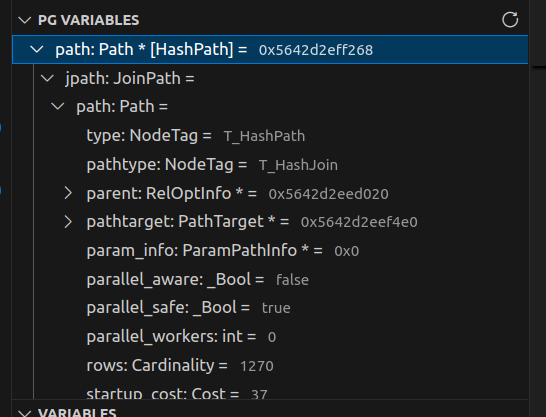 PG VARIABLES
path: Path * [HashPath] = 0x5642d2eff268
jpath: JoinPath =
path: Path =
type: NodeTag = T_HashPath
pathtype: NodeTag = T_HashJoin
parent: RelOptInfo * = 0x5642d2eed020
pathtarget: PathTarget * = 0x5642d2eef4e0
param_info: ParamPathInfo * = 0x0
parallel_aware: _Bool = false
parallel_safe: _Bool = true
parallel_workers: int = 0
rows: Cardinality = 1270
startup_cost: Cost = 37
VARIABLES